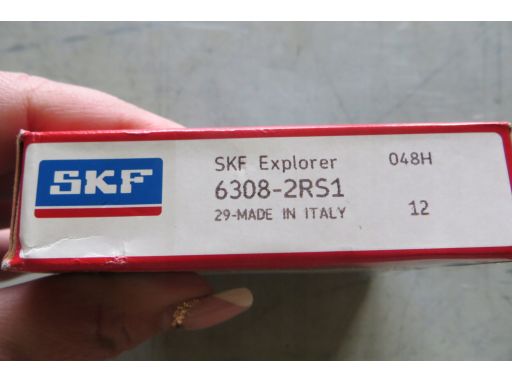 SKF
SKF Explorer 048H
6308-2RS1
29-MADE IN ITALY 12